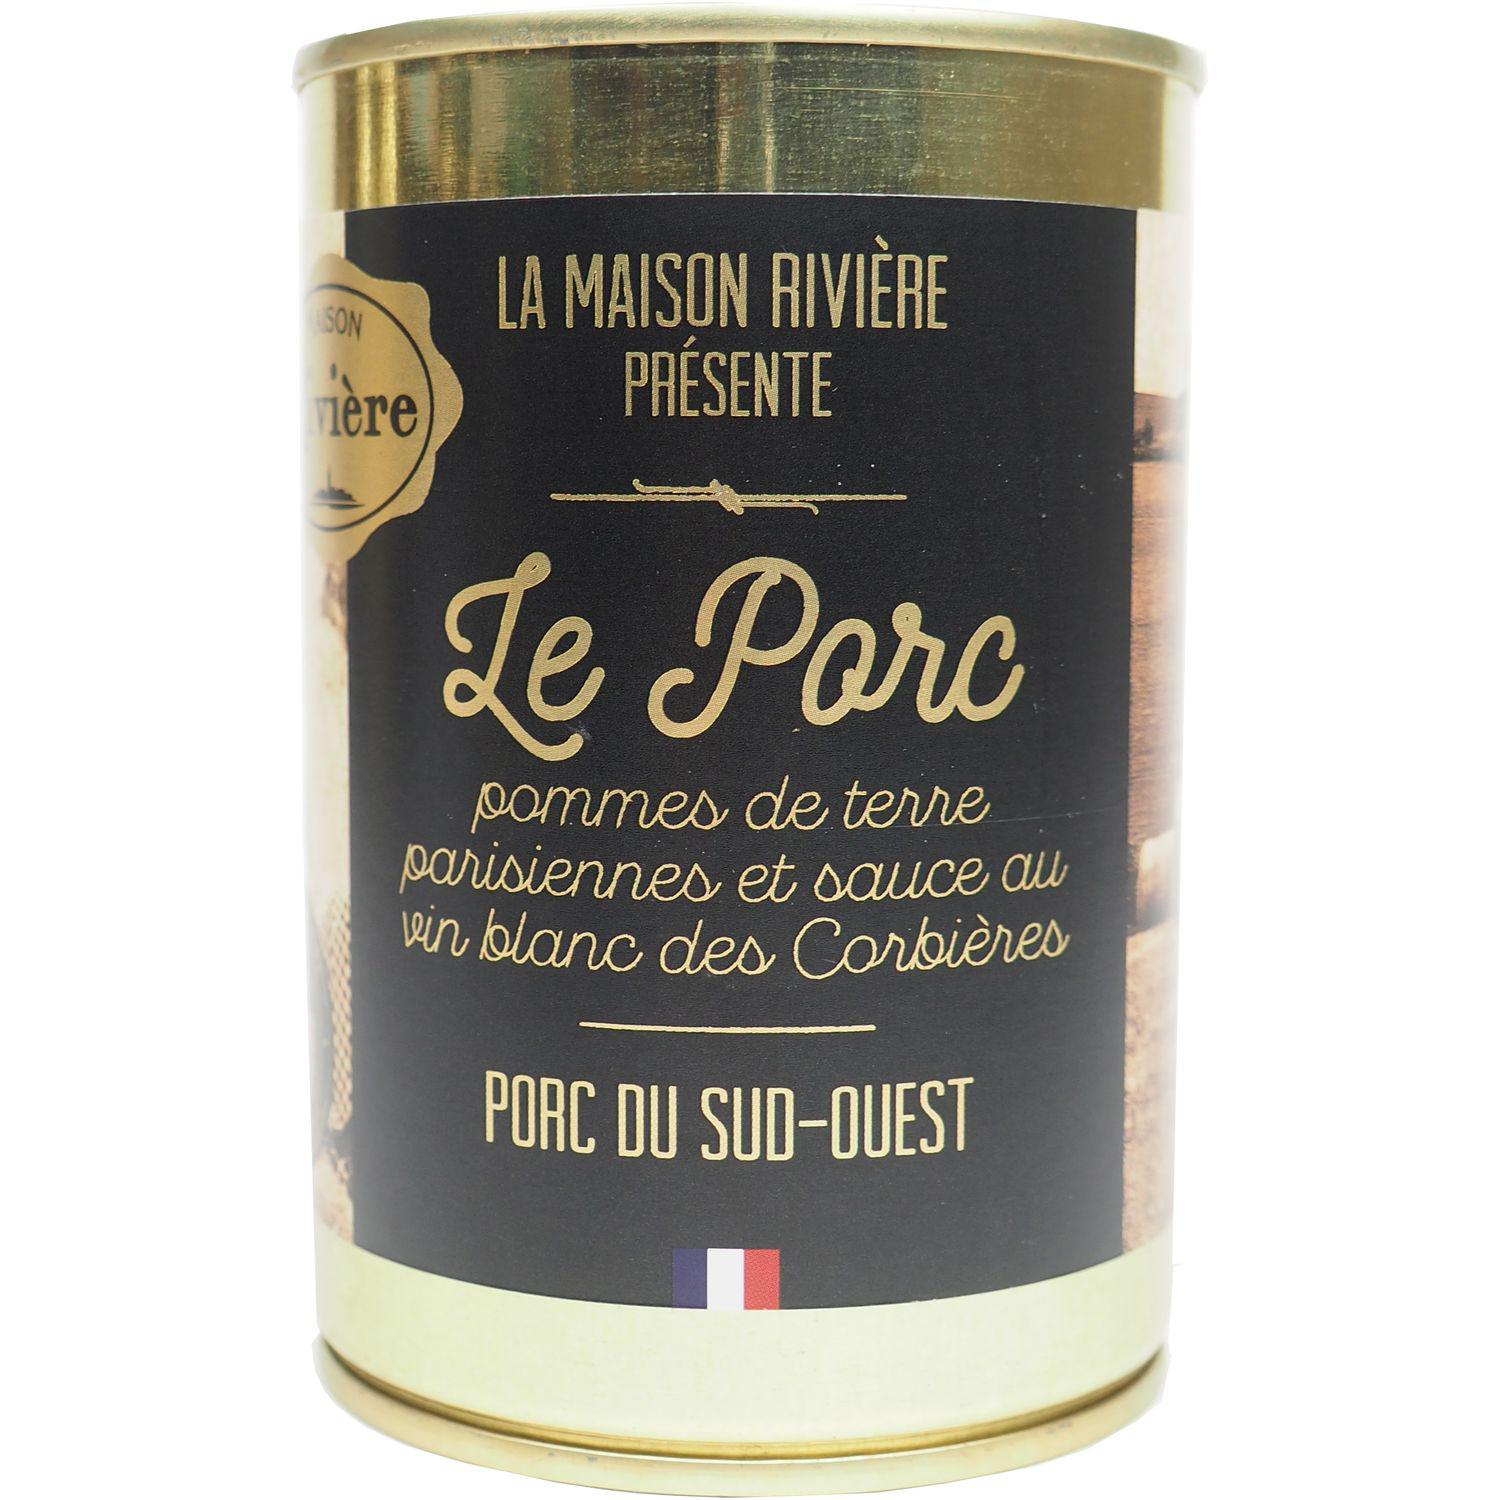 LA MAISON RIVIÈRE
PRÉSENTE
Le Porc
pommes de terre
parisiennes et sauce au
vin blanc des Corbières
PORC DU SUD-OUEST